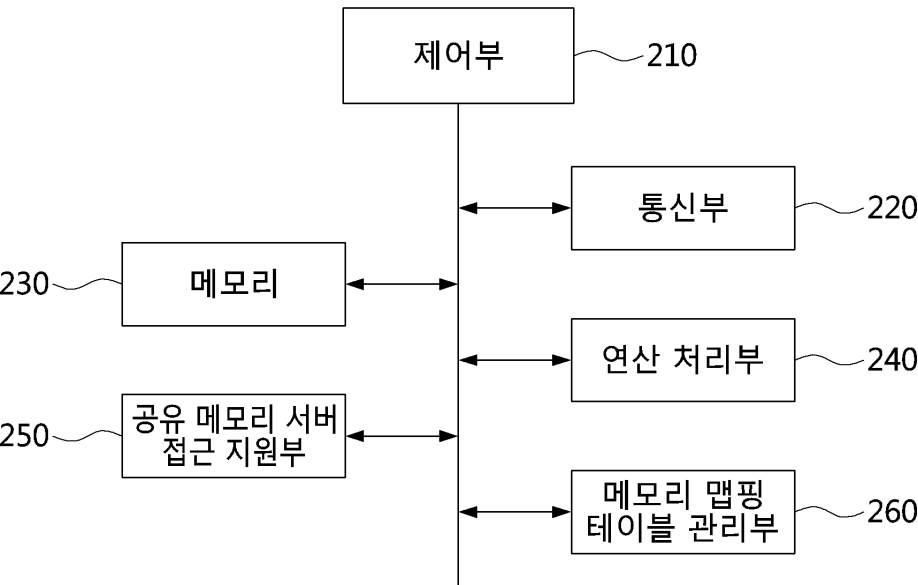 제어부
210
통신부
220
230
메모리
연산 처리부
240
250
공유 메모리 서버
접근 지원부
메모리 맵핑
테이블 관리부
260